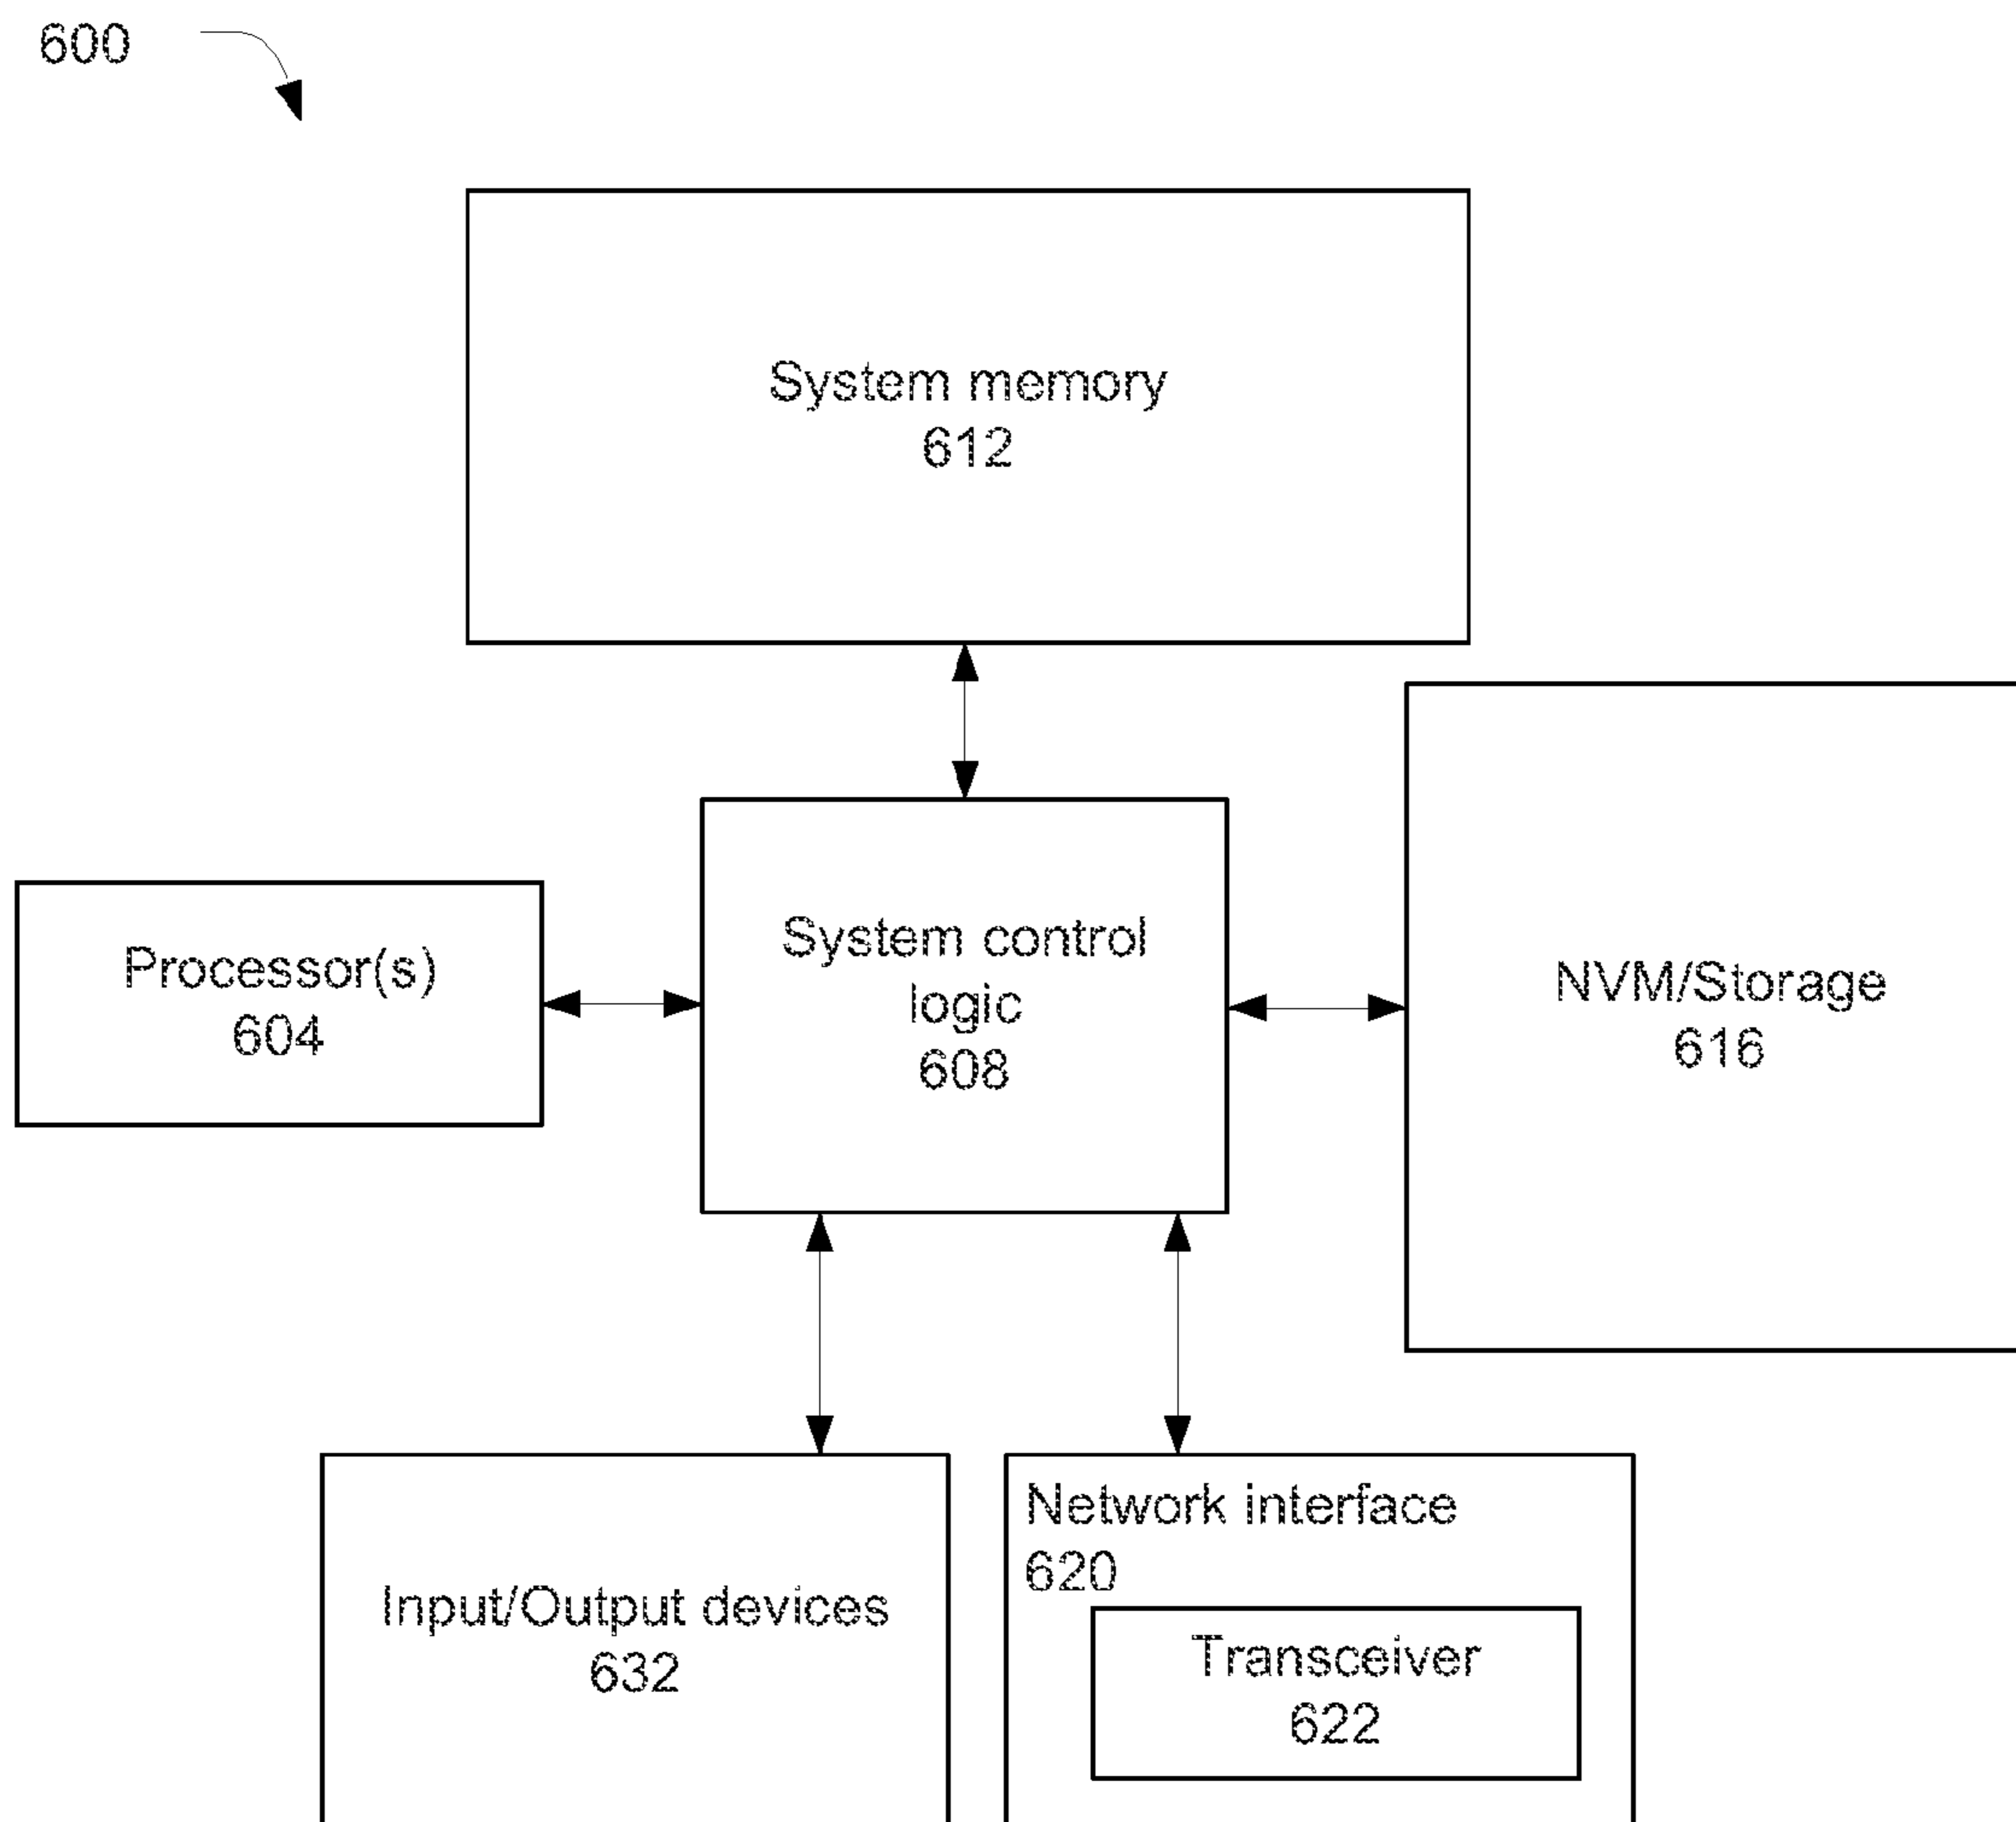 600
System memory
612
Processor(s)
604
System control
logic
608
NVM/Storage
616
Input/Output devices
632
Network interface
620
Transceiver
622